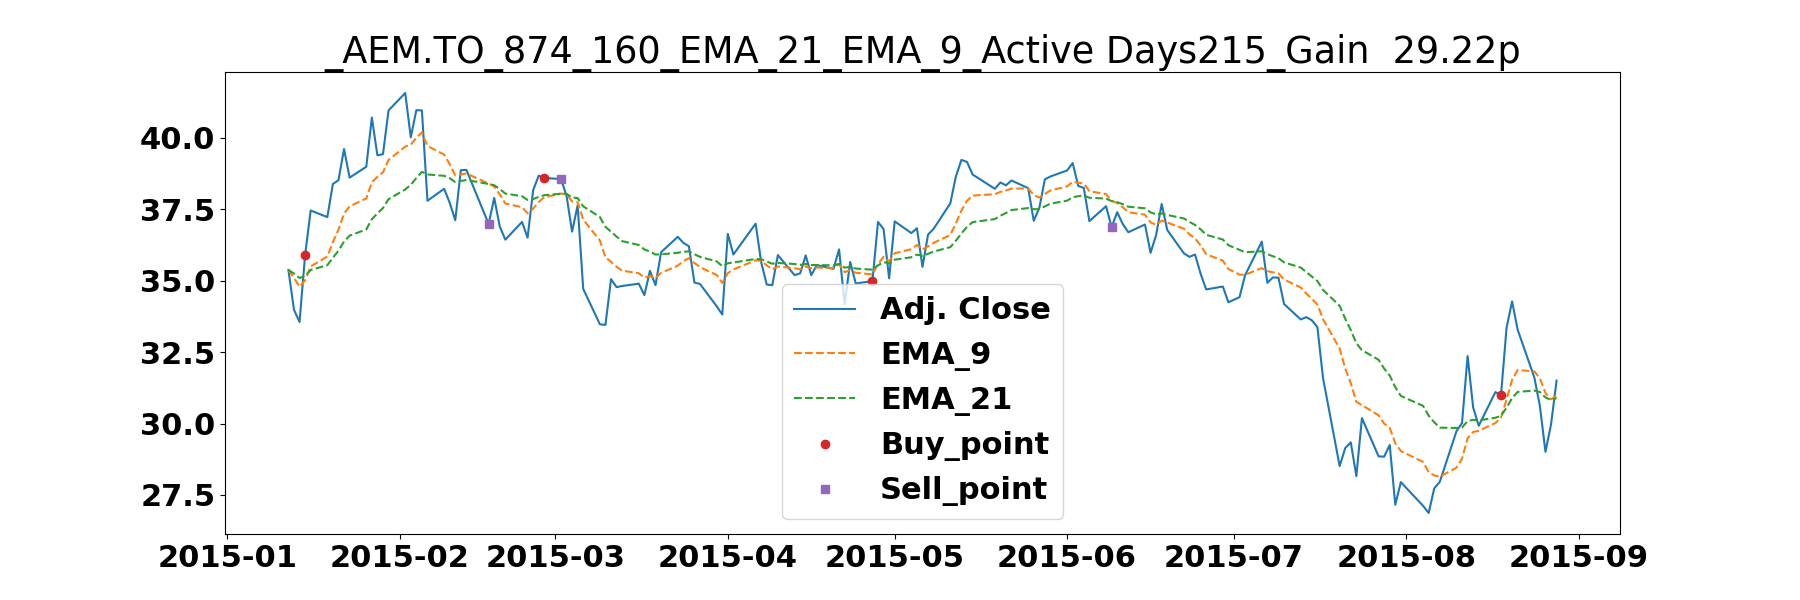 _AEM.TO_874_160_EMA_21_EMA_9_Active Days215_Gain  29.22p
40.0
37.5
35.0
32.5
30.0
27.5
Adj. Close
EMA_9
EMA_21
Buy_point
Sell_point
2015-01 2015-02 2015-03 2015-04 2015-05 2015-06 2015-07 2015-08 2015-09